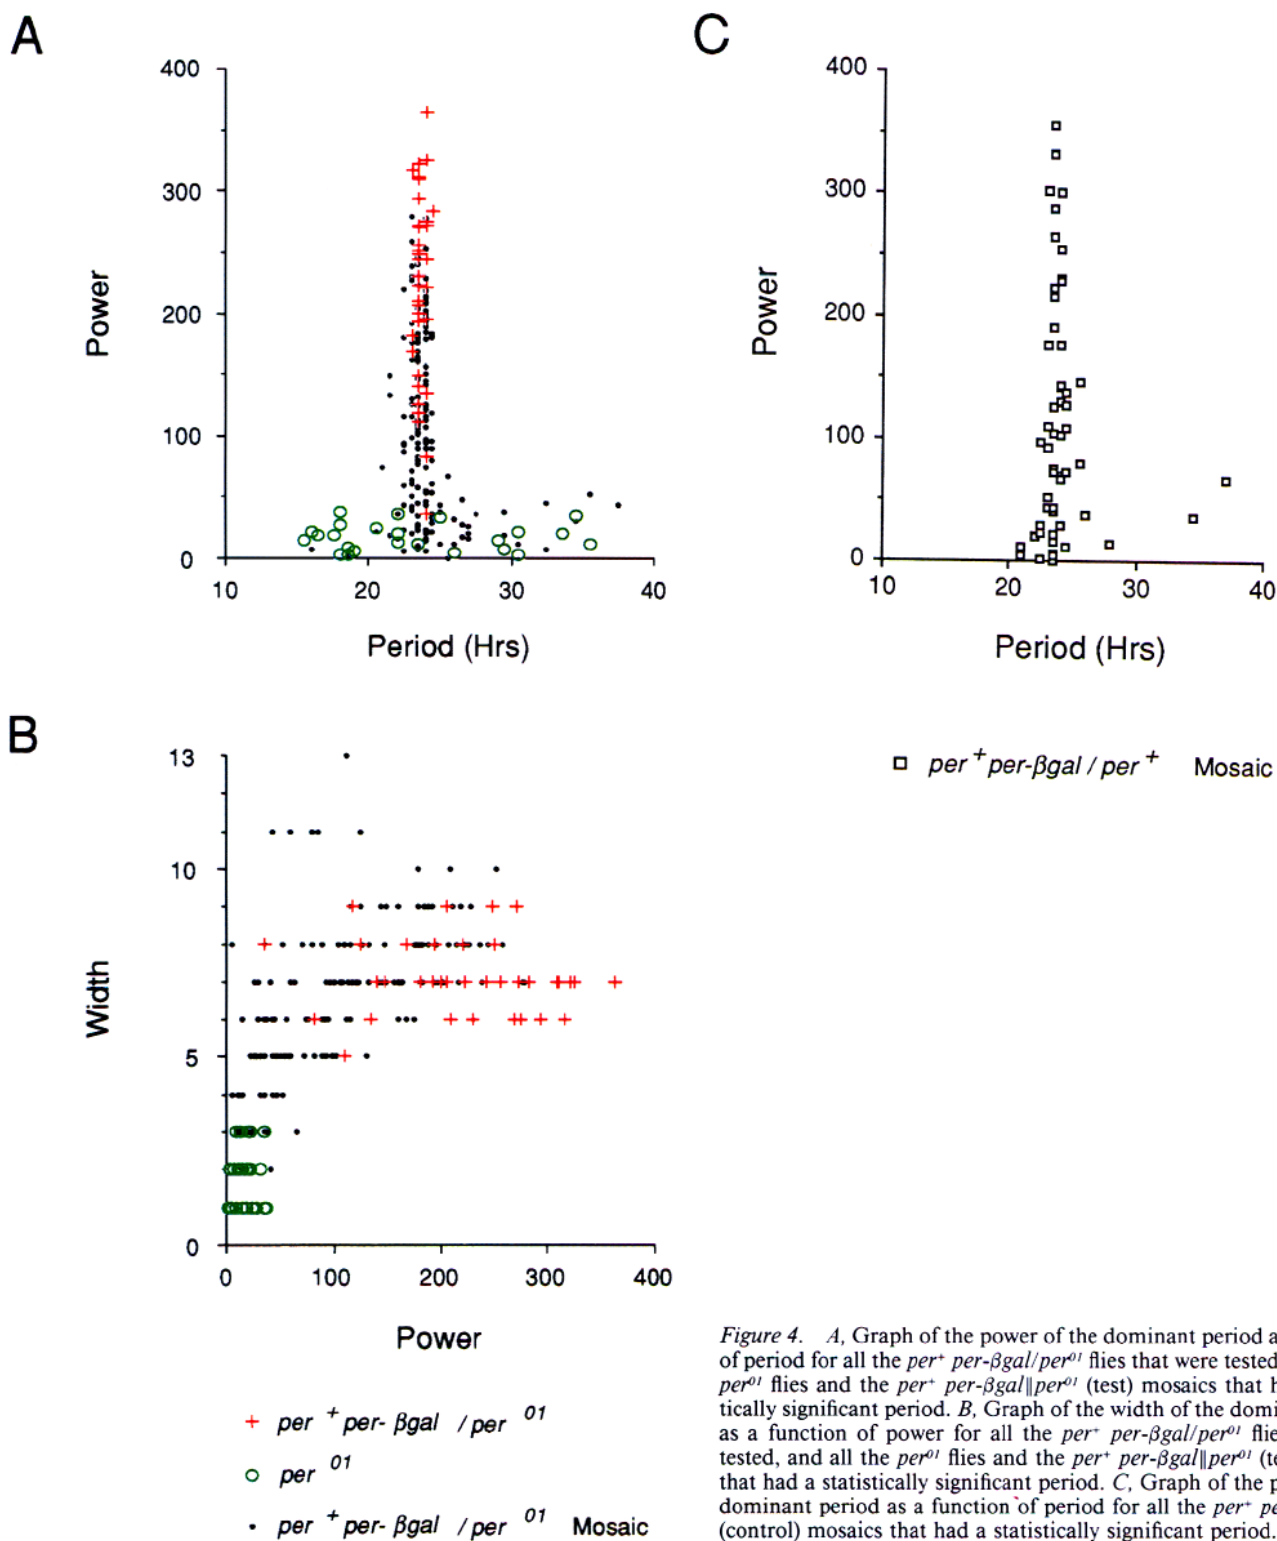 A
400
300
200
100
0
Power
10 20 30 40
Period (Hrs)
C
400
300
200
100
0
Power
10 20 30 40
Period (Hrs)
B
13
10
5
0
Width
0 100 200 300 400
Power
per + per-βgal / per + Mosaic
per + per- βgal / per 01
per 01
per + per- βgal / per 01 Mosaic
Figure 4. A, Graph of the power of the dominant period a
of period for all the per+ per-βgal/per01 flies that were tested
per01 flies and the per+ per-βgal||per01 (test) mosaics that h
tically significant period. B, Graph of the width of the domi
as a function of power for all the per+ per-βgal/per01 flie
tested, and all the per01 flies and the per+ per-βgal||per01 (te
that had a statistically significant period. C, Graph of the p
dominant period as a function of period for all the per+ pe
(control) mosaics that had a statistically significant period.